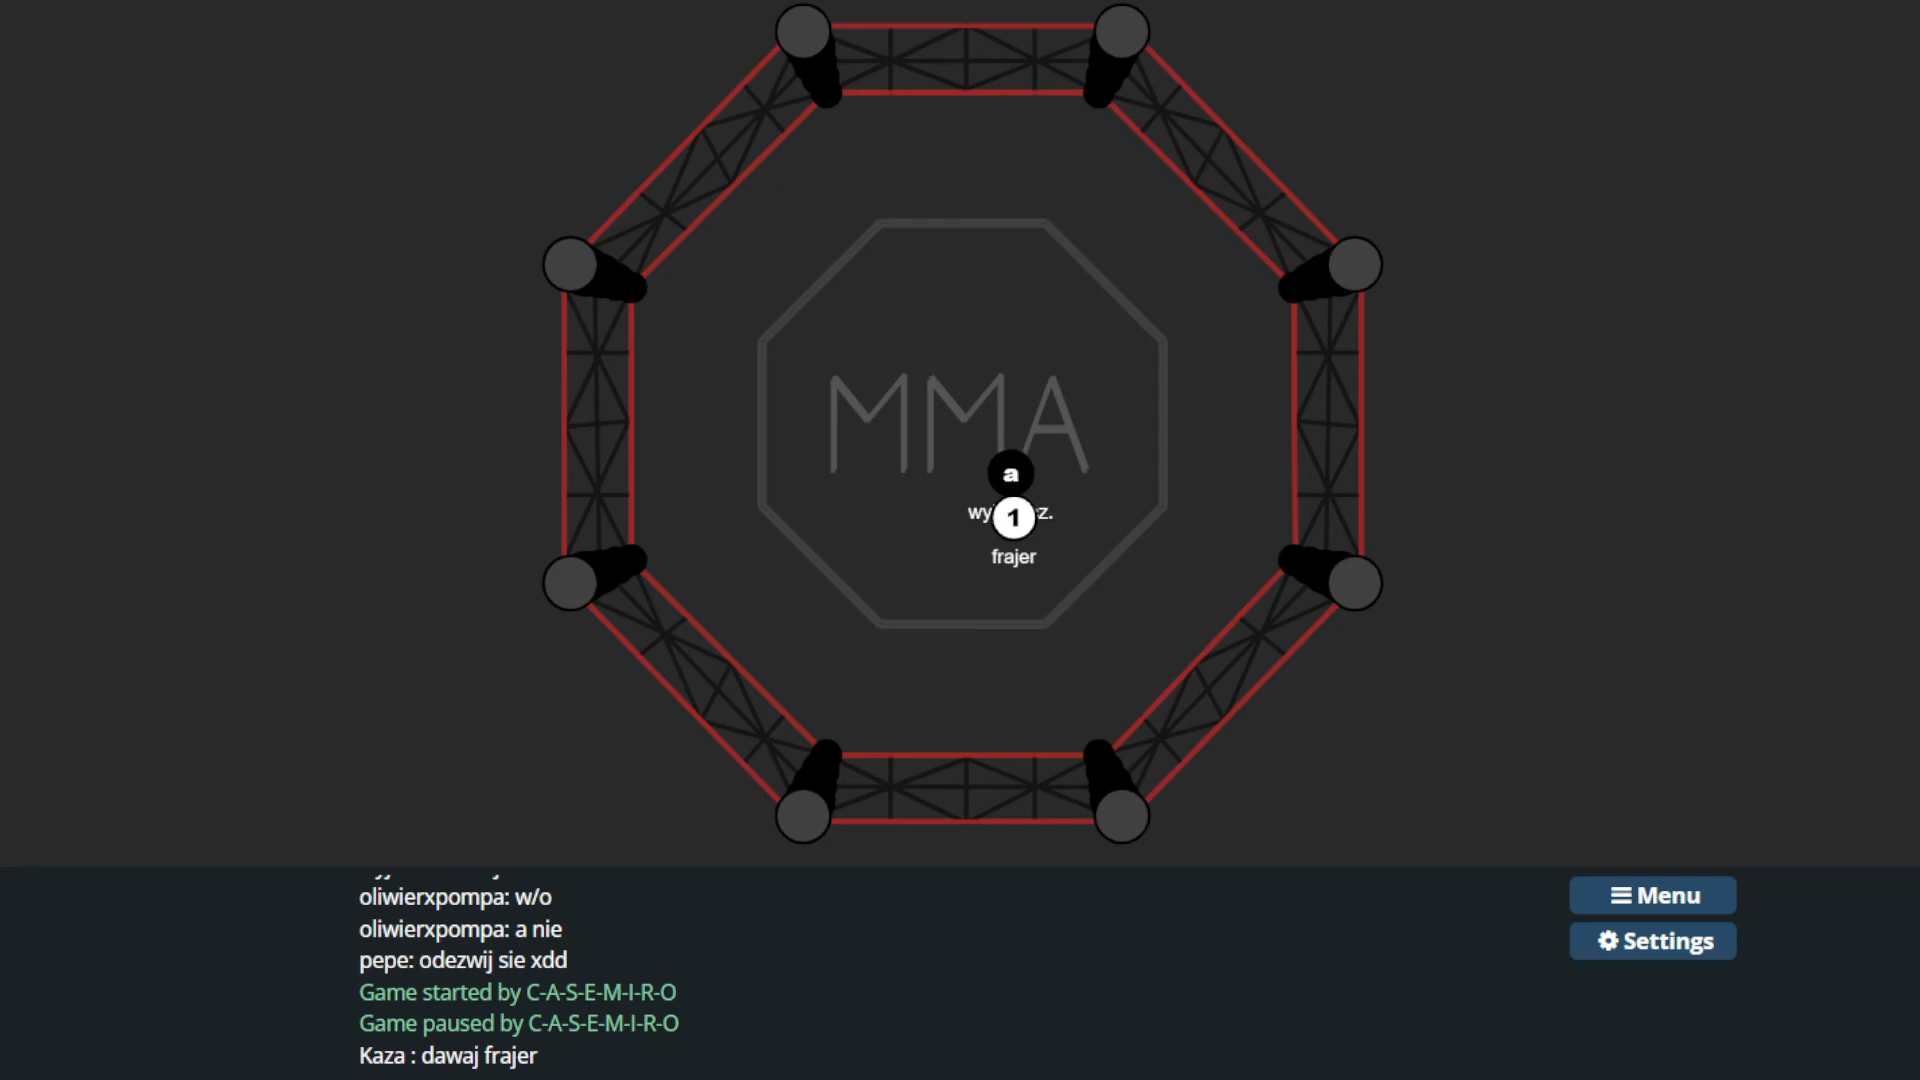 MMA
a
1
frajer
oliwierxpompa: w/o
oliwierxpompa: a nie
pepe: odezwij sie xdd
Game started by C-A-S-E-M-I-R-O
Game paused by C-A-S-E-M-I-R-O
Kaza : dawaj frajer
Menu
Settings